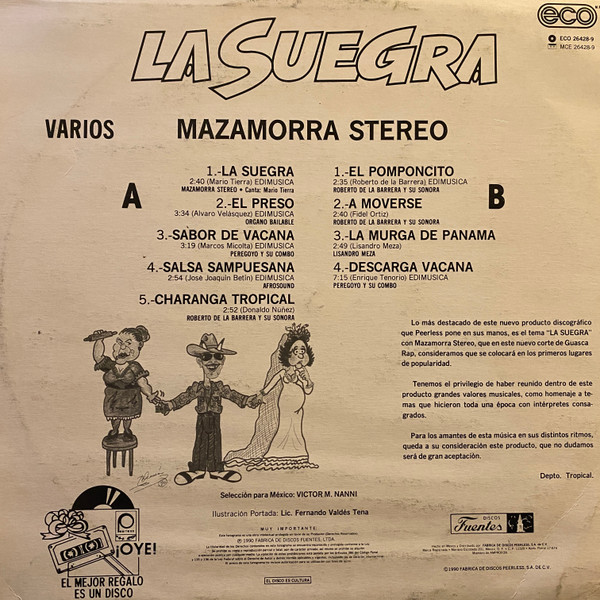 eco
ECO 26428-9
MCE 26428-9
LA SUEGRA
VARIOS MAZAMORRA STEREO
A
1.-LA SUEGRA
2:40 (Mario Tierra) EDIMUSICA
MAZAMORRA STEREO • Canta: Mario Tierra
2.-EL PRESO
3:34 (Alvaro Velásquez) EDIMUSICA
ORGANO BAILABLE
3.-SABOR DE VACANA
3:19 (Marcos Micolta) EDIMUSICA
PEREGOYO Y SU COMBO
4.-SALSA SAMPUESANA
2:54 (José Joaquín Betín) EDIMUSICA
AFROSOUND
5.-CHARANGA TROPICAL
2:52 (Donaldo Núñez)
ROBERTO DE LA BARRERA Y SU SONORA
B
1.-EL POMPONCITO
2:35 (Roberto de la Barrera) EDIMUSICA
ROBERTO DE LA BARRERA Y SU SONORA
2.-A MOVERSE
2:40 (Fidel Ortiz)
ROBERTO DE LA BARRERA Y SU SONORA
3.-LA MURGA DE PANAMA
2:49 (Lisandro Meza)
LISANDRO MEZA
4.-DESCARGA VACANA
7:15 (Enrique Tenorio) EDIMUSICA
PEREGOYO Y SU COMBO
Lo más destacado de este nuevo producto discográfico
que Peerless pone en sus manos, es el tema "LA SUEGRA"
con Mazamorra Stereo, que en este nuevo corte de Guasca
Rap, consideramos que se colocará en los primeros lugares
de popularidad.
Tenemos el privilegio de haber reunido dentro de este
producto grandes valores musicales, como homenaje a te-
mas que hicieron toda una época con intérpretes consa-
grados.
Para los amantes de esta música en sus distintos ritmos,
queda a su consideración este producto, que no dudamos
será de gran aceptación.
Depto. Tropical.
Selección para México: VICTOR M. NANNI
Ilustración Portada: Lic. Fernando Valdés Tena
¡OYE!
EL MEJOR REGALO
ES UN DISCO
MUY IMPORTANTE:
Ⓟ 1990 FABRICA DE DISCOS FUENTES, LTDA.
EL DISCO ES CULTURA
DISCOS
Fuentes
© 1990 FABRICA DE DISCOS PEERLESS, S.A. DE C.V.